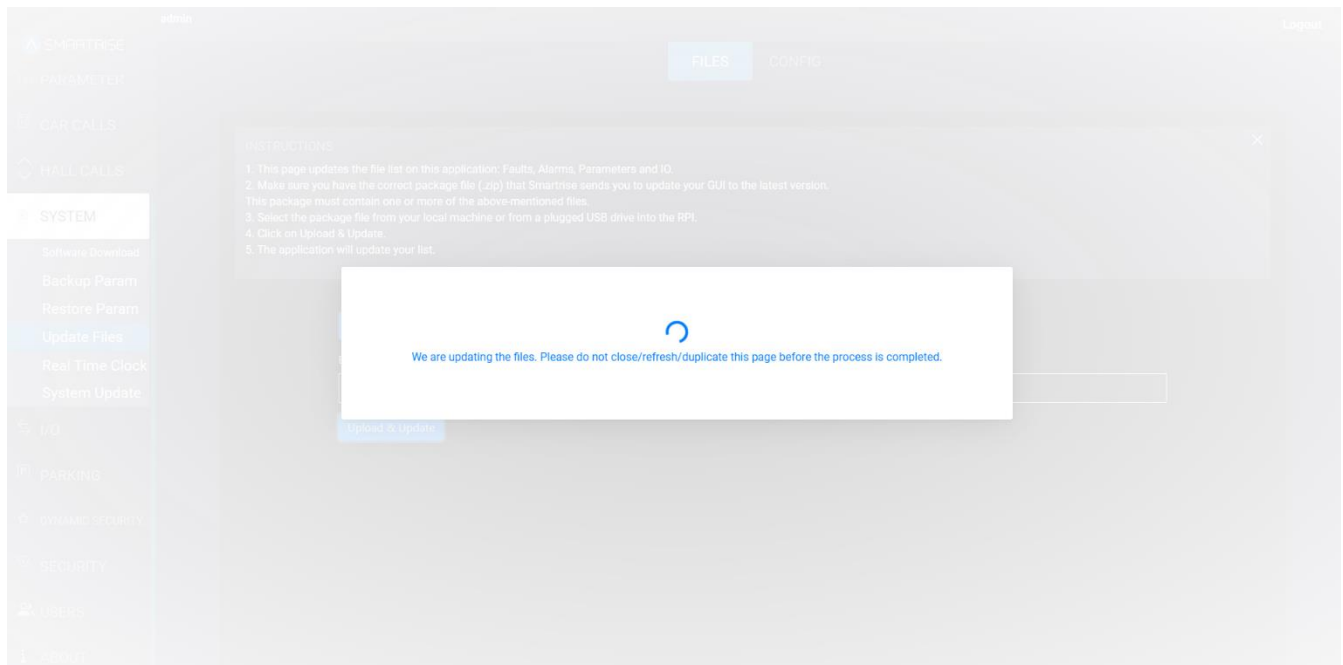 admin
Logout
SMARTRISE
FILES
CONFIG
PARAMETER
CAR CALLS
HALL CALLS
SYSTEM
Software Download
Backup Param
Restore Param
Update Files
Real Time Clock
System Update
I/O
PARKING
DYNAMIC SECURITY
SECURITY
USERS
ABOUT
INSTRUCTIONS
1. This page updates the file list on this application: Faults, Alarms, Parameters and IO.
2. Make sure you have the correct package file (.zip) that Smartrise sends you to update your GUI to the latest version.
This package must contain one or more of the above-mentioned files.
3. Select the package file from your local machine or from a plugged USB drive into the RPI.
4. Click on Upload & Update.
5. The application will update your list.
We are updating the files. Please do not close/refresh/duplicate this page before the process is completed.
Upload & Update